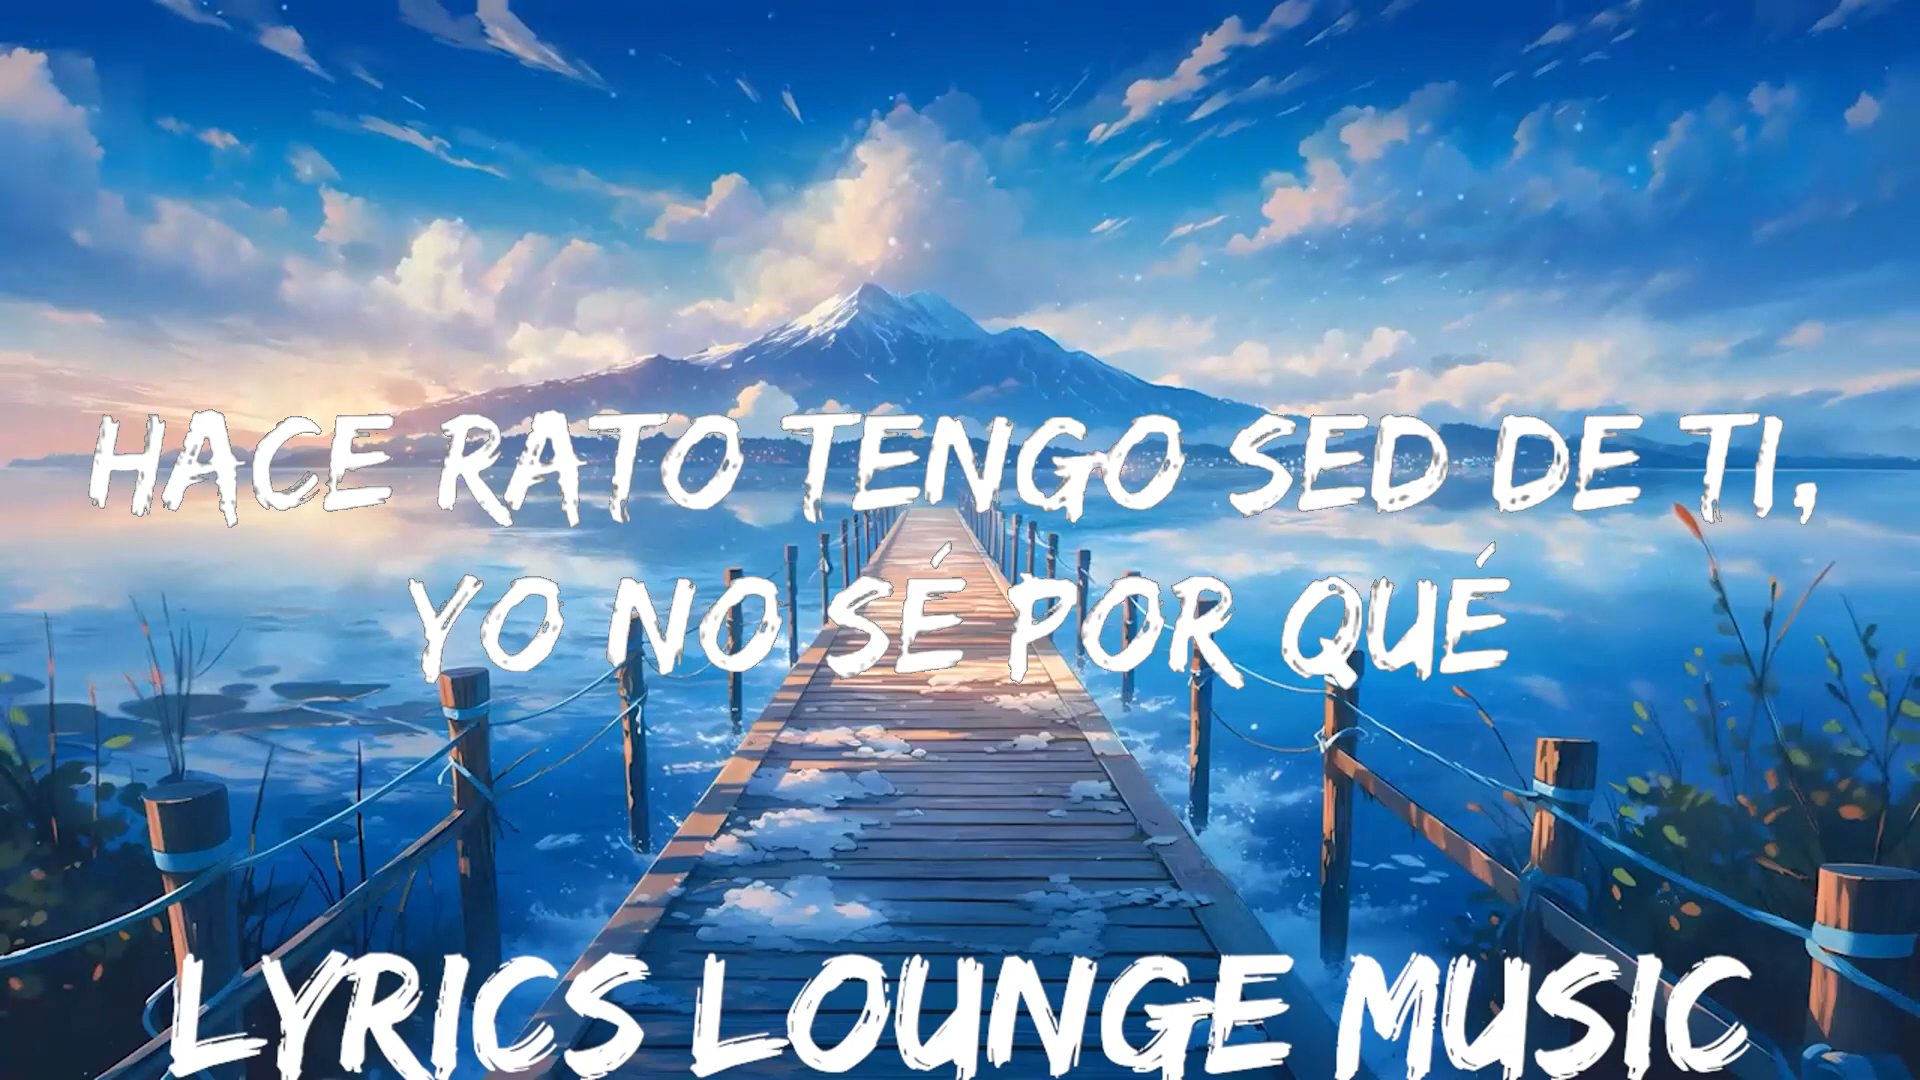 HACE RATO TENGO SED DE TI,
YO NO SÉ POR QUÉ
LYRICS LOUNGE MUSIC